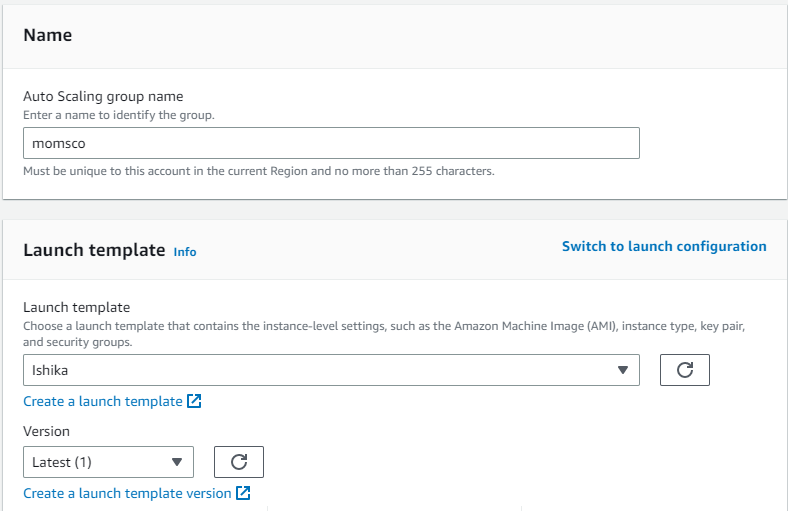 Name
Auto Scaling group name
Enter a name to identify the group.
momsco
Must be unique to this account in the current Region and no more than 255 characters.
Launch template Info
Switch to launch configuration
Launch template
Choose a launch template that contains the instance-level settings, such as the Amazon Machine Image (AMI), instance type, key pair,
and security groups.
Ishika
Create a launch template
Version
Latest (1)
Create a launch template version